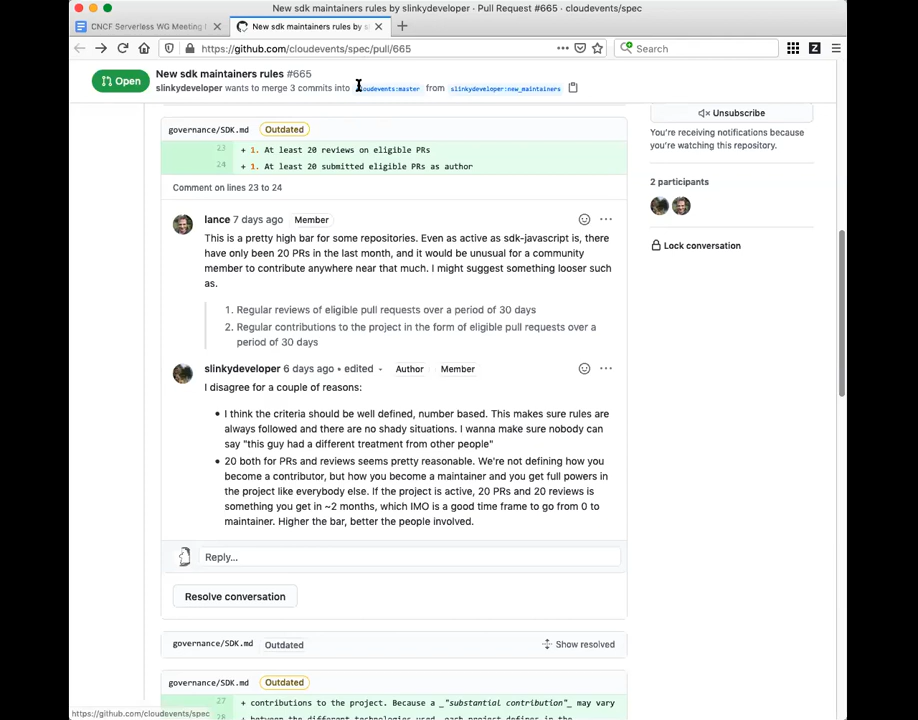 New sdk maintainers rules by slinkydeveloper · Pull Request #665 · cloudevents/spec
CNCF Serverless WG Meeting
New sdk maintainers rules by s
https://github.com/cloudevents/spec/pull/665
Search
Open
New sdk maintainers rules #665
slinkydeveloper wants to merge 3 commits into cloudevents:master from slinkydeveloper:new_maintainers
governance/SDK.md Outdated
23 + 1. At least 20 reviews on eligible PRs
24 + 1. At least 20 submitted eligible PRs as author
Comment on lines 23 to 24
lance 7 days ago Member
This is a pretty high bar for some repositories. Even as active as sdk-javascript is, there
have only been 20 PRs in the last month, and it would be unusual for a community
member to contribute anywhere near that much. I might suggest something looser such
as.
1. Regular reviews of eligible pull requests over a period of 30 days
2. Regular contributions to the project in the form of eligible pull requests over a
period of 30 days
slinkydeveloper 6 days ago • edited Author Member
I disagree for a couple of reasons:
• I think the criteria should be well defined, number based. This makes sure rules are
always followed and there are no shady situations. I wanna make sure nobody can
say "this guy had a different treatment from other people"
• 20 both for PRs and reviews seems pretty reasonable. We're not defining how you
become a contributor, but how you become a maintainer and you get full powers in
the project like everybody else. If the project is active, 20 PRs and 20 reviews is
something you get in ~2 months, which IMO is a good time frame to go from 0 to
maintainer. Higher the bar, better the people involved.
Reply...
Resolve conversation
governance/SDK.md Outdated
Show resolved
governance/SDK.md Outdated
27 + contributions to the project. Because a _"substantial contribution"_ may vary
28 + between the different technologies used, each project defines in the
Unsubscribe
You're receiving notifications because
you're watching this repository.
2 participants
Lock conversation
https://github.com/cloudevents/spec